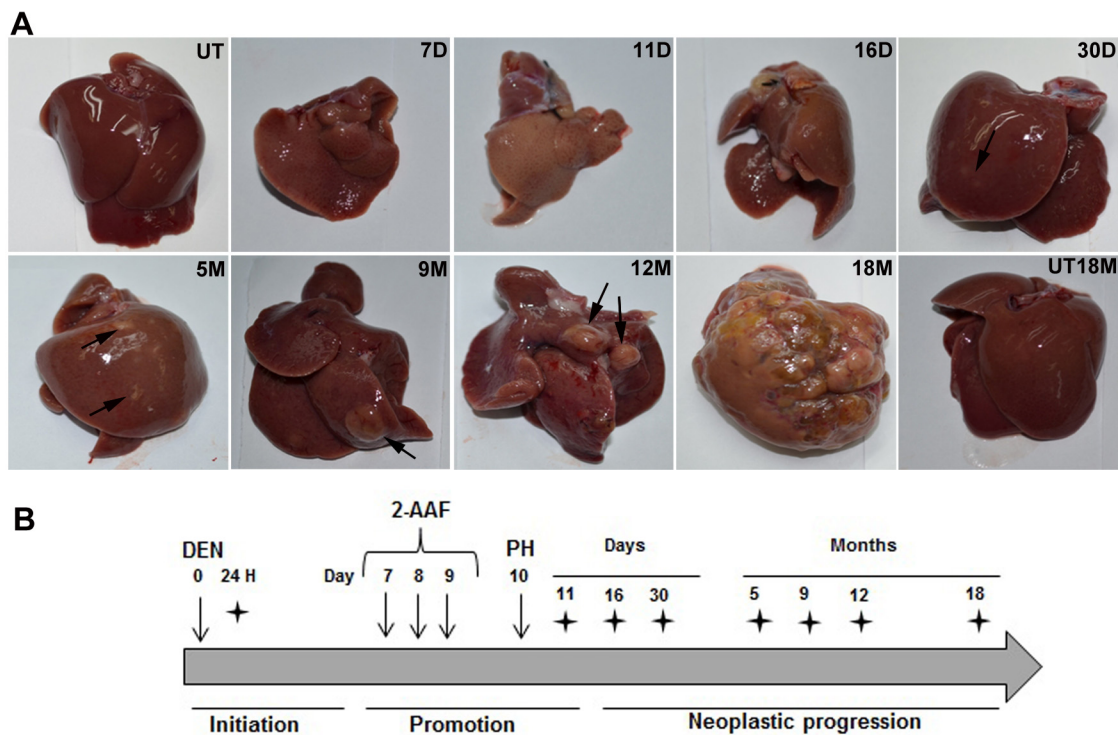 A
UT
7D
11D
16D
30D
5M
9M
12M
18M
UT18M
B
2-AAF
DEN
PH
Days
Months
0
24 H
Day
7
8
9
10
11
16
30
5
9
12
18
Initiation
Promotion
Neoplastic progression